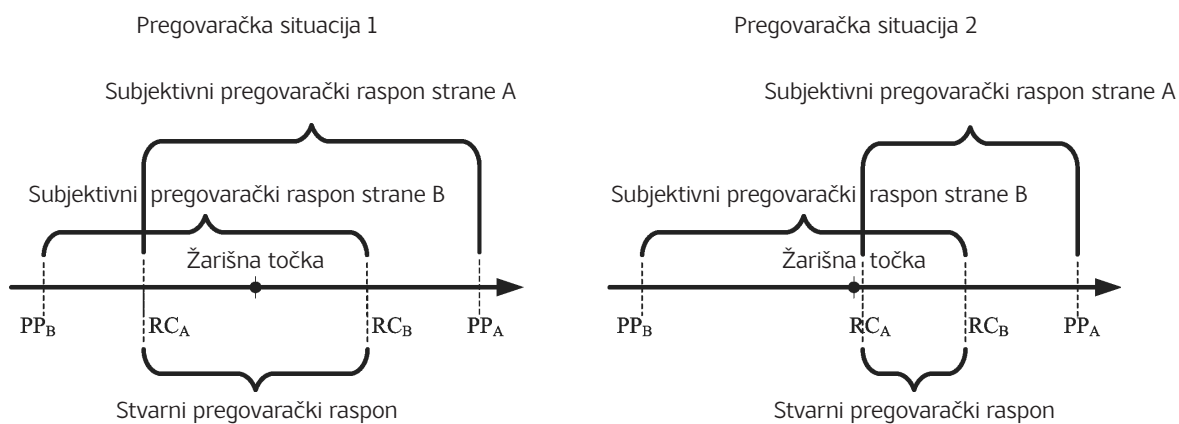 Pregovaračka situacija 1
Subjektivni pregovarački raspon strane A
Subjektivni pregovarački raspon strane B
Žarišna točka
PPB RCA RCB PPA
Stvarni pregovarački raspon
Pregovaračka situacija 2
Subjektivni pregovarački raspon strane A
Subjektivni pregovarački raspon strane B
Žarišna točka
PPB RCA RCB PPA
Stvarni pregovarački raspon